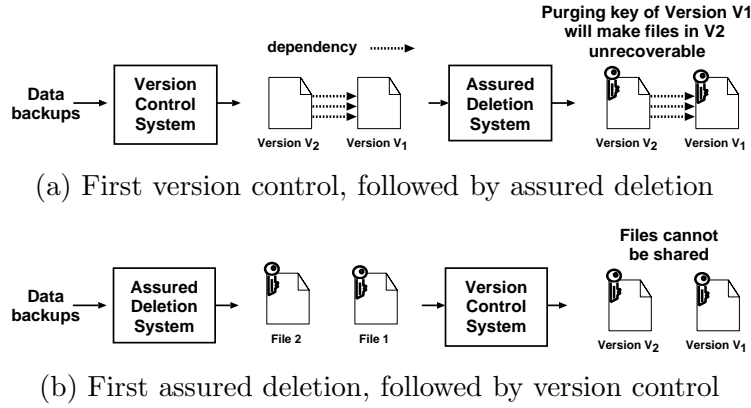 Purging key of Version V1
will make files in V2
unrecoverable
dependency
Data
backups
Version
Control
System
Version V2
Version V1
Assured
Deletion
System
Version V2
Version V1
(a) First version control, followed by assured deletion
Files cannot
be shared
Data
backups
Assured
Deletion
System
File 2
File 1
Version
Control
System
Version V2
Version V1
(b) First assured deletion, followed by version control